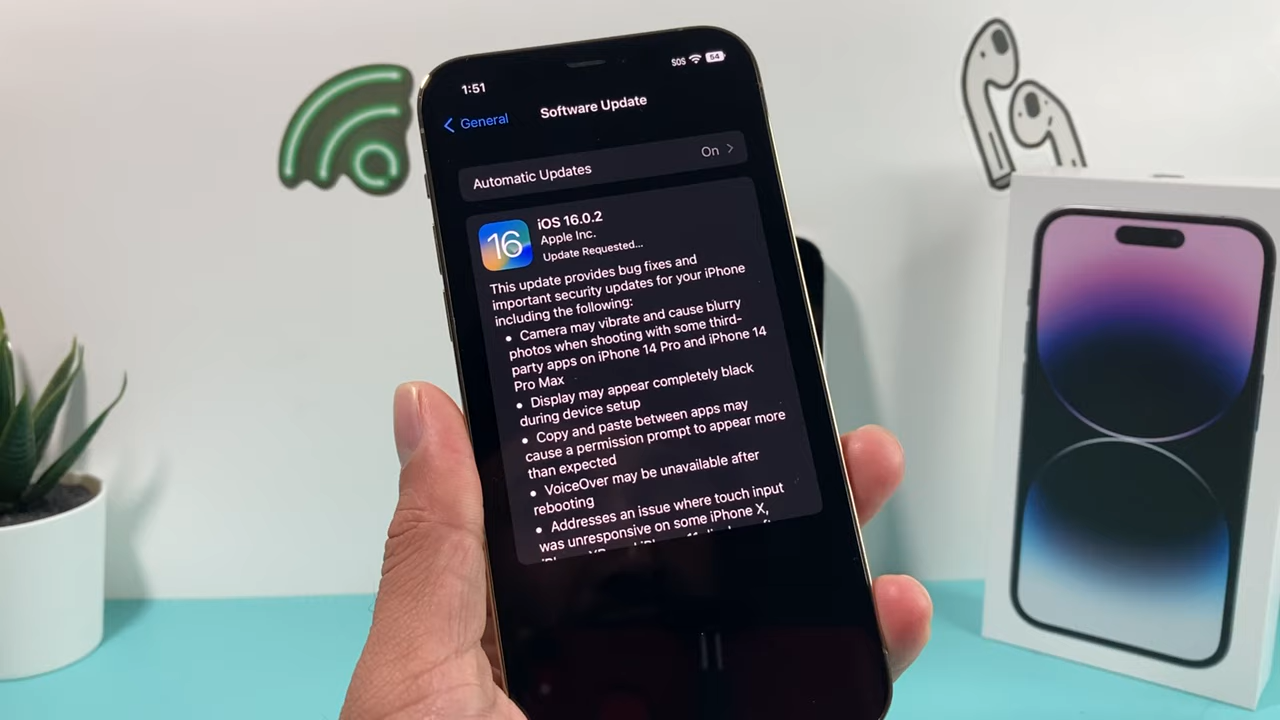 1:51
SOS
54
General
Software Update
Automatic Updates
On
16
iOS 16.0.2
Apple Inc.
Update Requested...
This update provides bug fixes and
important security updates for your iPhone
including the following:
• Camera may vibrate and cause blurry
photos when shooting with some third-
party apps on iPhone 14 Pro and iPhone 14
Pro Max
• Display may appear completely black
during device setup
• Copy and paste between apps may
cause a permission prompt to appear more
than expected
• VoiceOver may be unavailable after
rebooting
• Addresses an issue where touch input
was unresponsive on some iPhone X,